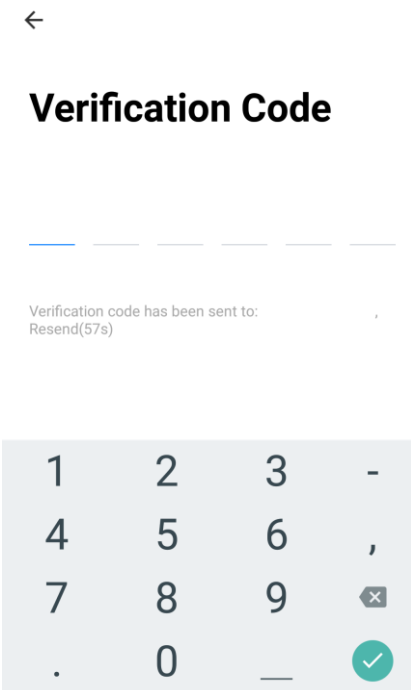 Verification Code
Verification code has been sent to: ,
Resend(57s)
1 2 3 -
4 5 6 ,
7 8 9
. 0 _